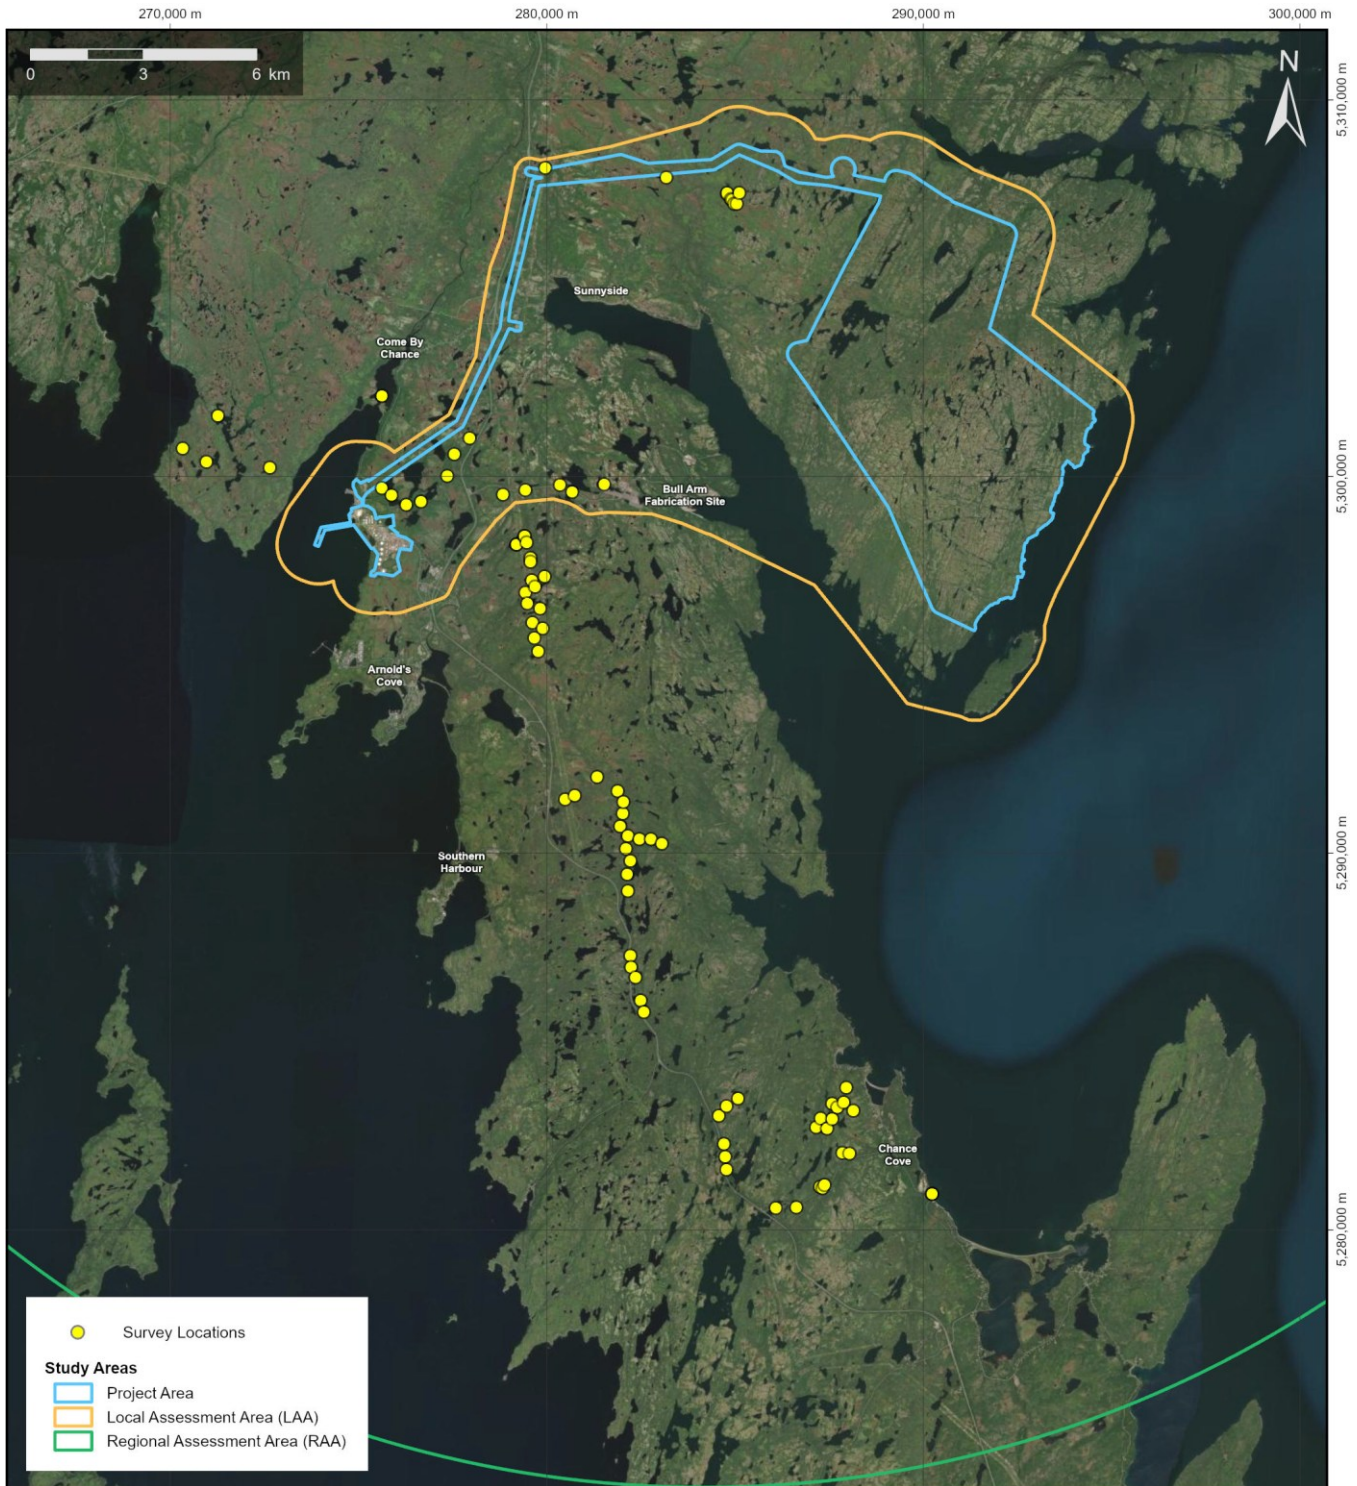 270,000 m
280,000 m
290,000 m
300,000 m
0 3 6 km
N
5,310,000 m
Sunnyside
Come By
Chance
5,300,000 m
Bull Arm
Fabrication Site
Arnold's
Cove
5,290,000 m
Southern
Harbour
Chance
Cove
5,280,000 m
Survey Locations
Study Areas
Project Area
Local Assessment Area (LAA)
Regional Assessment Area (RAA)